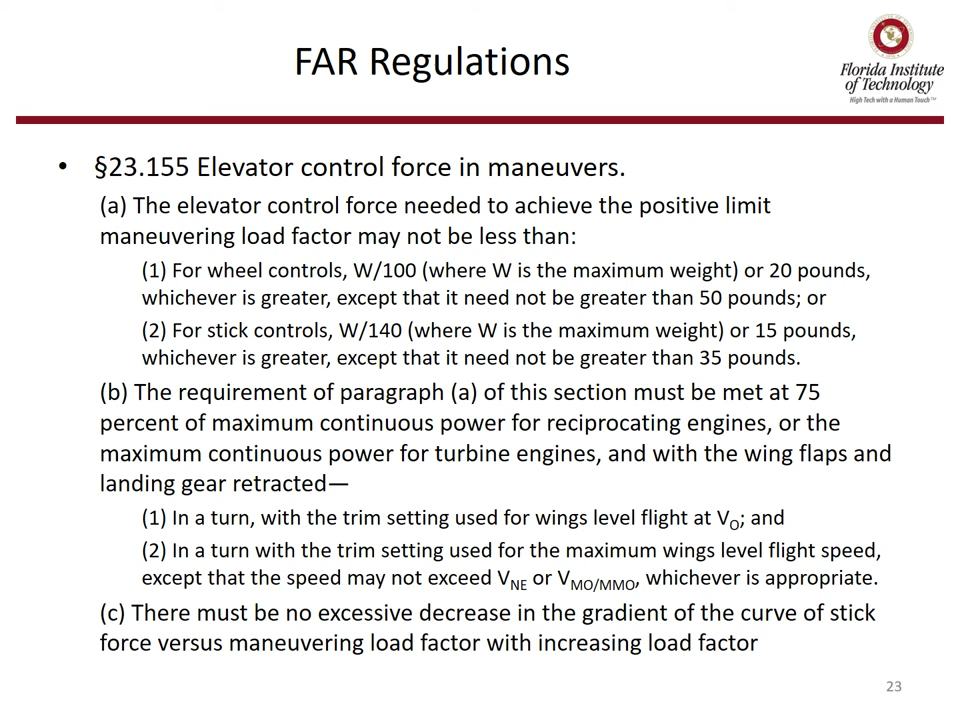 FAR Regulations
Florida Institute
of Technology
High Tech with a Human Touch™
• §23.155 Elevator control force in maneuvers.
(a) The elevator control force needed to achieve the positive limit
maneuvering load factor may not be less than:
(1) For wheel controls, W/100 (where W is the maximum weight) or 20 pounds,
whichever is greater, except that it need not be greater than 50 pounds; or
(2) For stick controls, W/140 (where W is the maximum weight) or 15 pounds,
whichever is greater, except that it need not be greater than 35 pounds.
(b) The requirement of paragraph (a) of this section must be met at 75
percent of maximum continuous power for reciprocating engines, or the
maximum continuous power for turbine engines, and with the wing flaps and
landing gear retracted—
(1) In a turn, with the trim setting used for wings level flight at VO; and
(2) In a turn with the trim setting used for the maximum wings level flight speed,
except that the speed may not exceed VNE or VMO/MMO, whichever is appropriate.
(c) There must be no excessive decrease in the gradient of the curve of stick
force versus maneuvering load factor with increasing load factor
23